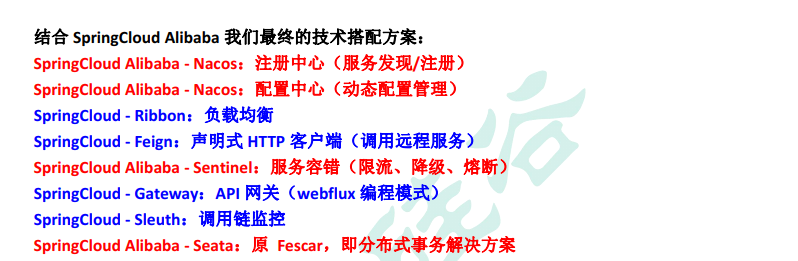 结合 SpringCloud Alibaba 我们最终的技术搭配方案：
SpringCloud Alibaba - Nacos：注册中心（服务发现/注册）
SpringCloud Alibaba - Nacos：配置中心（动态配置管理）
SpringCloud - Ribbon：负载均衡
SpringCloud - Feign：声明式 HTTP 客户端（调用远程服务）
SpringCloud Alibaba - Sentinel：服务容错（限流、降级、熔断）
SpringCloud - Gateway：API 网关（webflux 编程模式）
SpringCloud - Sleuth：调用链监控
SpringCloud Alibaba - Seata：原 Fescar，即分布式事务解决方案
谷